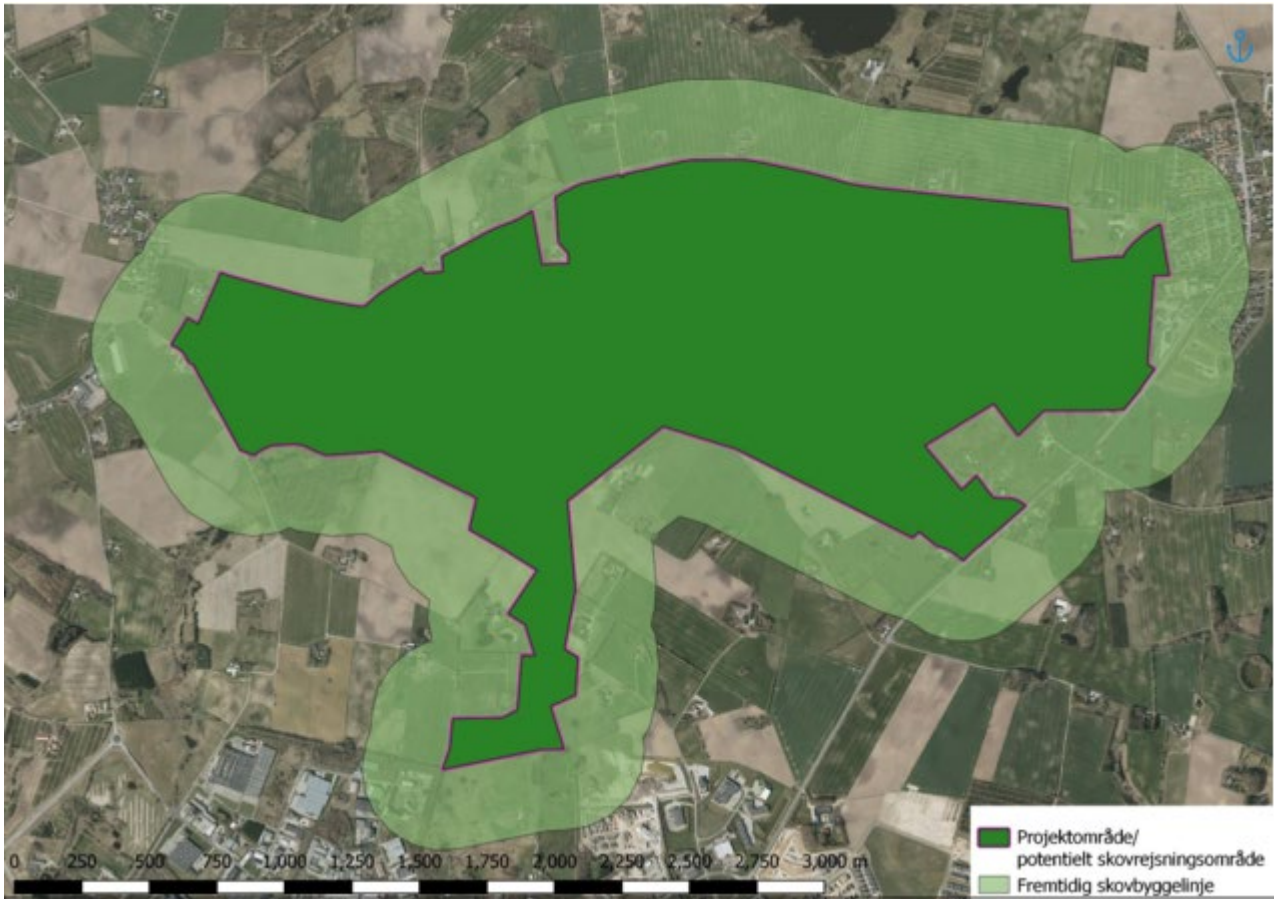 0 250 500 750 1,000 1,250 1,500 1,750 2,000 2,250 2,500 2,750 3,000 m
Projektområde/
potentielt skovrejsningsområde
Fremtidig skovbyggelinje